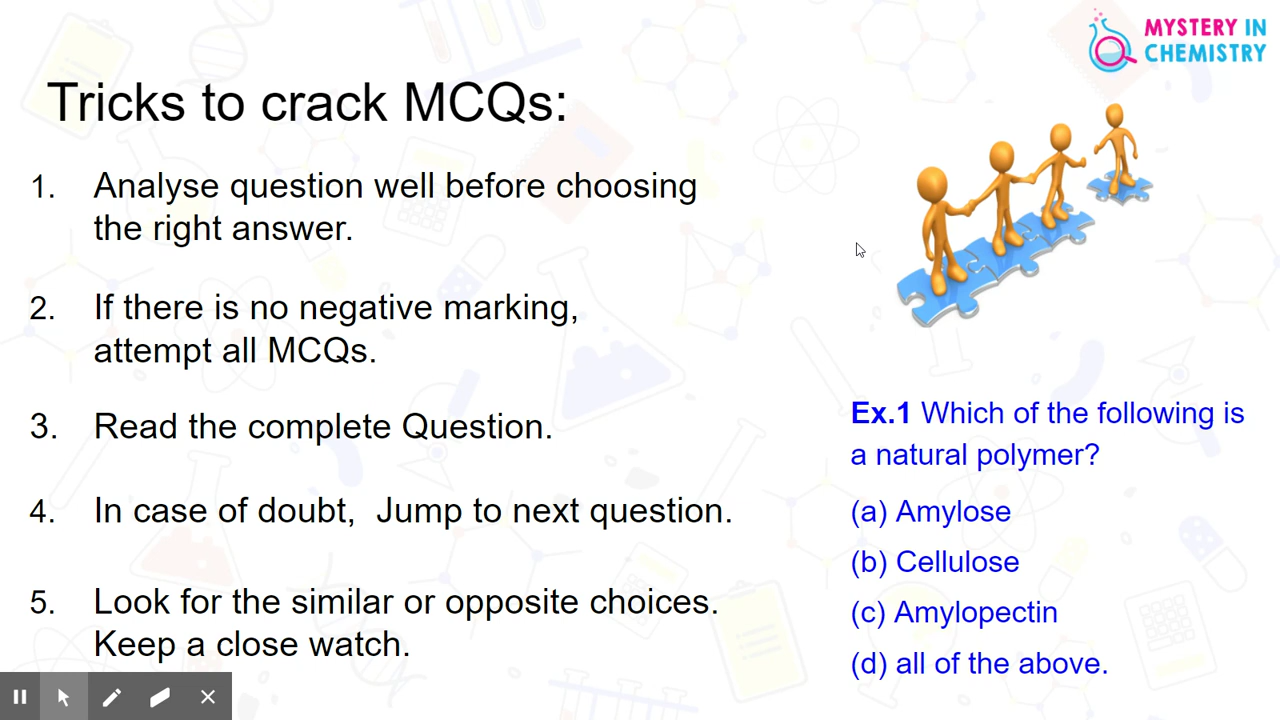 MYSTERY IN
CHEMISTRY
Tricks to crack MCQs:
1. Analyse question well before choosing
the right answer.
2. If there is no negative marking,
attempt all MCQs.
3. Read the complete Question.
4. In case of doubt,  Jump to next question.
5. Look for the similar or opposite choices.
Keep a close watch.
Ex.1 Which of the following is
a natural polymer?
(a) Amylose
(b) Cellulose
(c) Amylopectin
(d) all of the above.